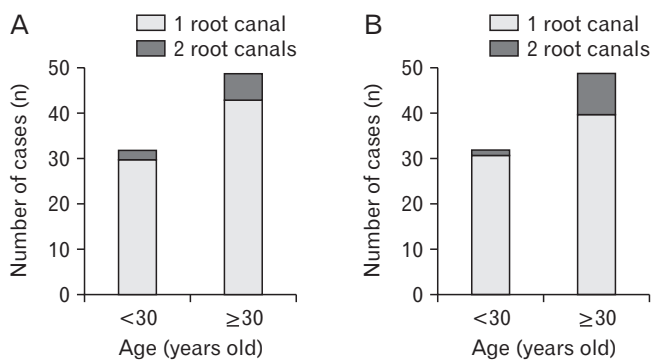 A
1 root canal
2 root canals
Number of cases (n)
50
40
30
20
10
0
<30
≥30
Age (years old)
B
1 root canal
2 root canals
Number of cases (n)
50
40
30
20
10
0
<30
≥30
Age (years old)